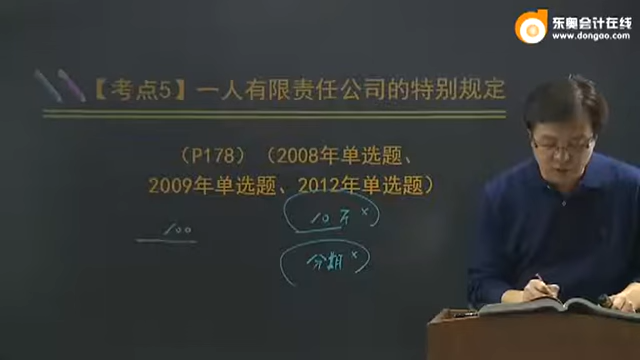 东奥会计在线
www.dongao.com
【考点5】一人有限责任公司的特别规定
（P178）（2008年单选题、
2009年单选题、2012年单选题）
100
10万×
分期×